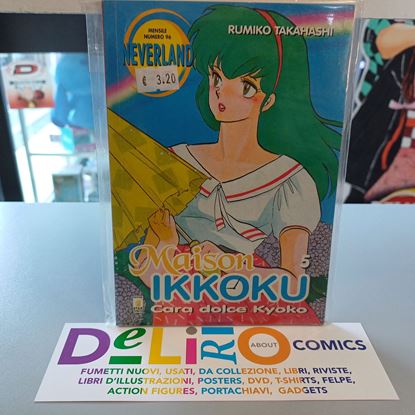 RUMIKO TAKAHASHI
MENSILE
NUMERO 96
NEVERLAND
€ 3.20
Maison 5
IKKOKU
Cara dolce Kyoko
DeLiRiO ABOUT COMICS
FUMETTI NUOVI, USATI, DA COLLEZIONE, LIBRI, RIVISTE,
LIBRI D'ILLUSTRAZIONI, POSTERS, DVD, T-SHIRTS, FELPE,
ACTION FIGURES, PORTACHIAVI, GADGETS